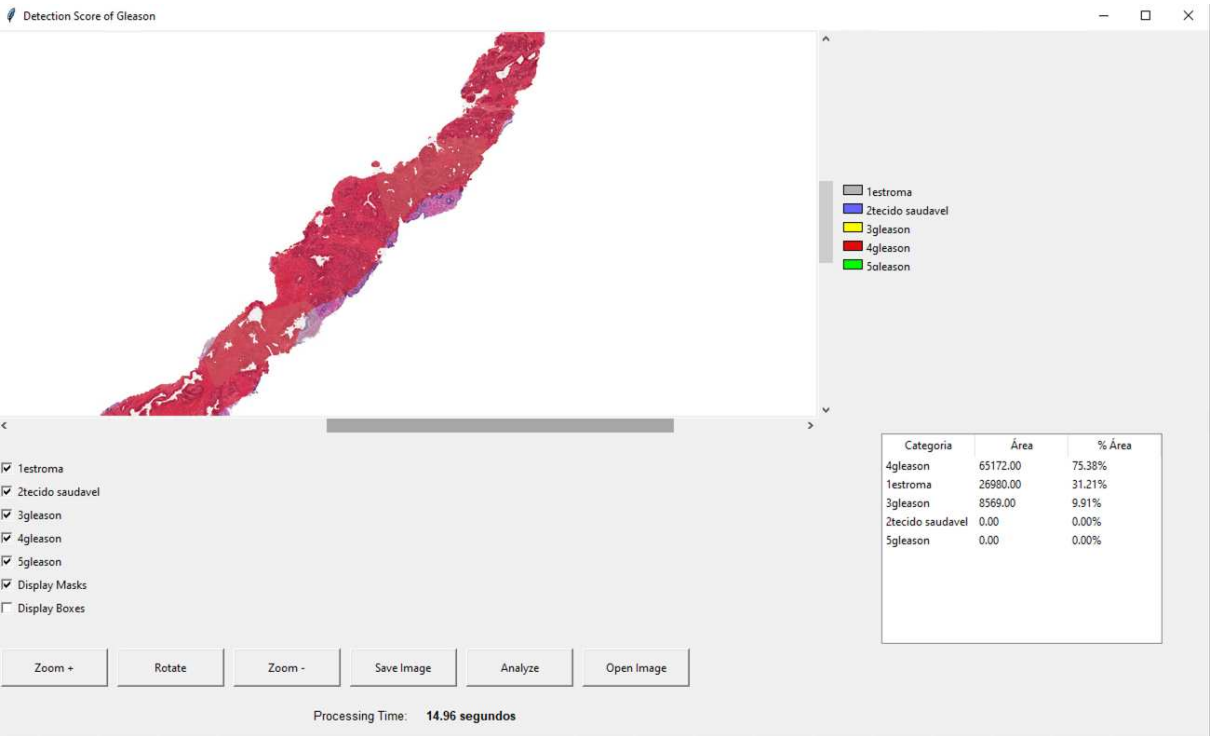 Detection Score of Gleason
1estroma
2tecido saudavel
3gleason
4gleason
5gleason
Categoria Área % Área
4gleason 65172.00 75.38%
1estroma 26980.00 31.21%
3gleason 8569.00 9.91%
2tecido saudavel 0.00 0.00%
5gleason 0.00 0.00%
1estroma
2tecido saudavel
3gleason
4gleason
5gleason
Display Masks
Display Boxes
Zoom + Rotate Zoom - Save Image Analyze Open Image
Processing Time: 14.96 segundos